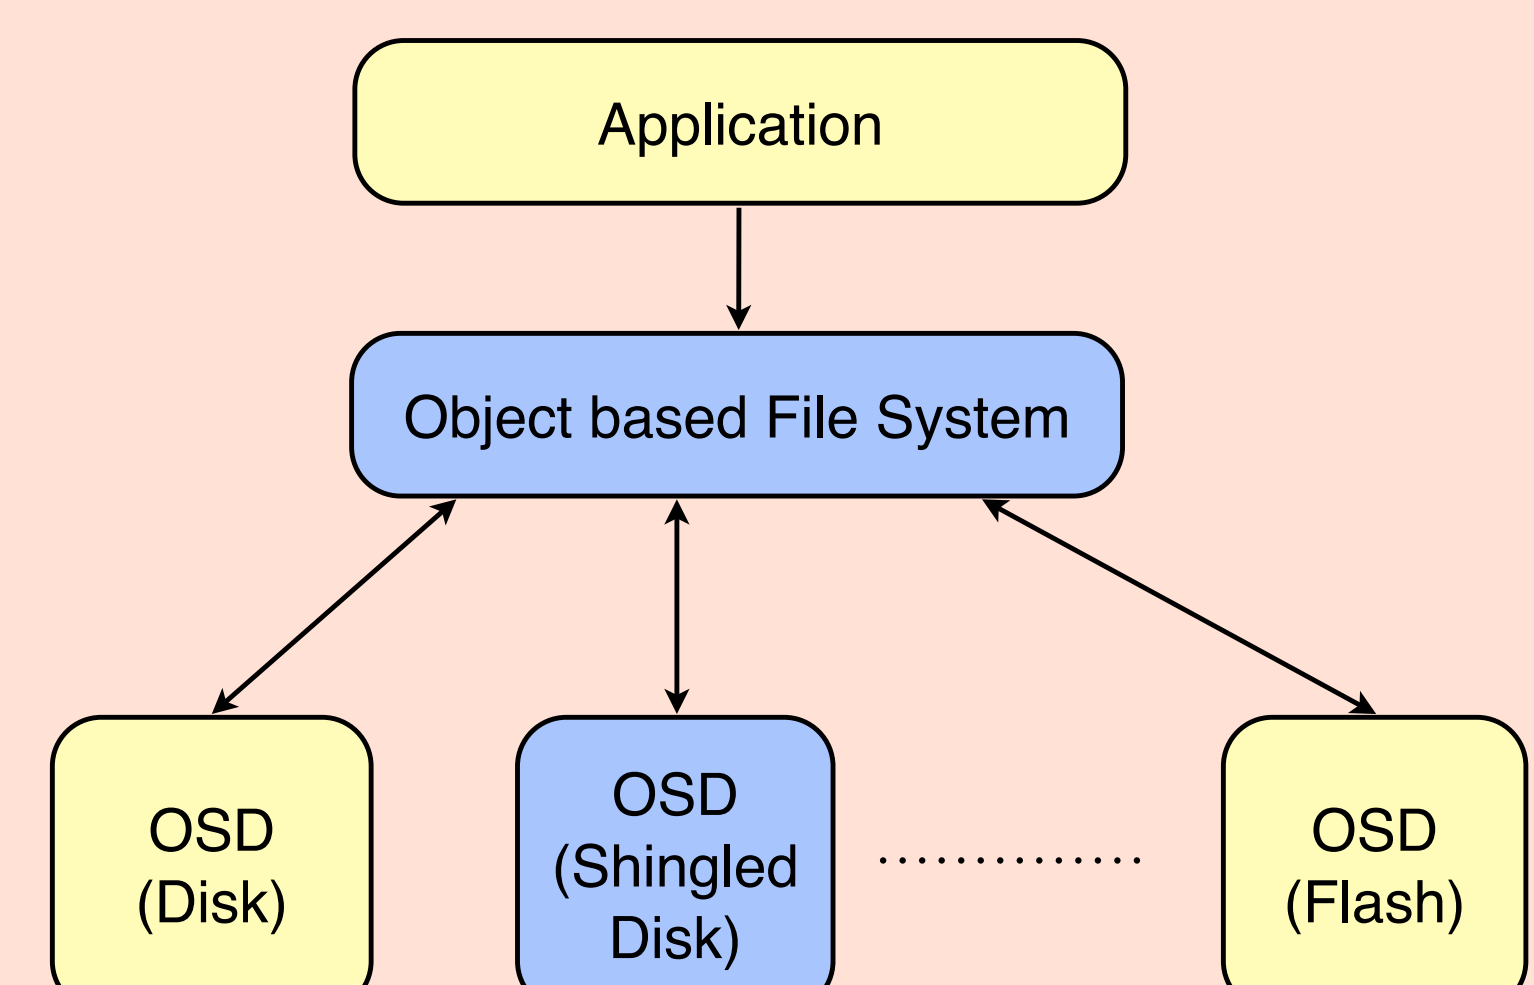 Application
Object based File System
OSD
(Disk)
OSD
(Shingled
Disk)
OSD
(Flash)